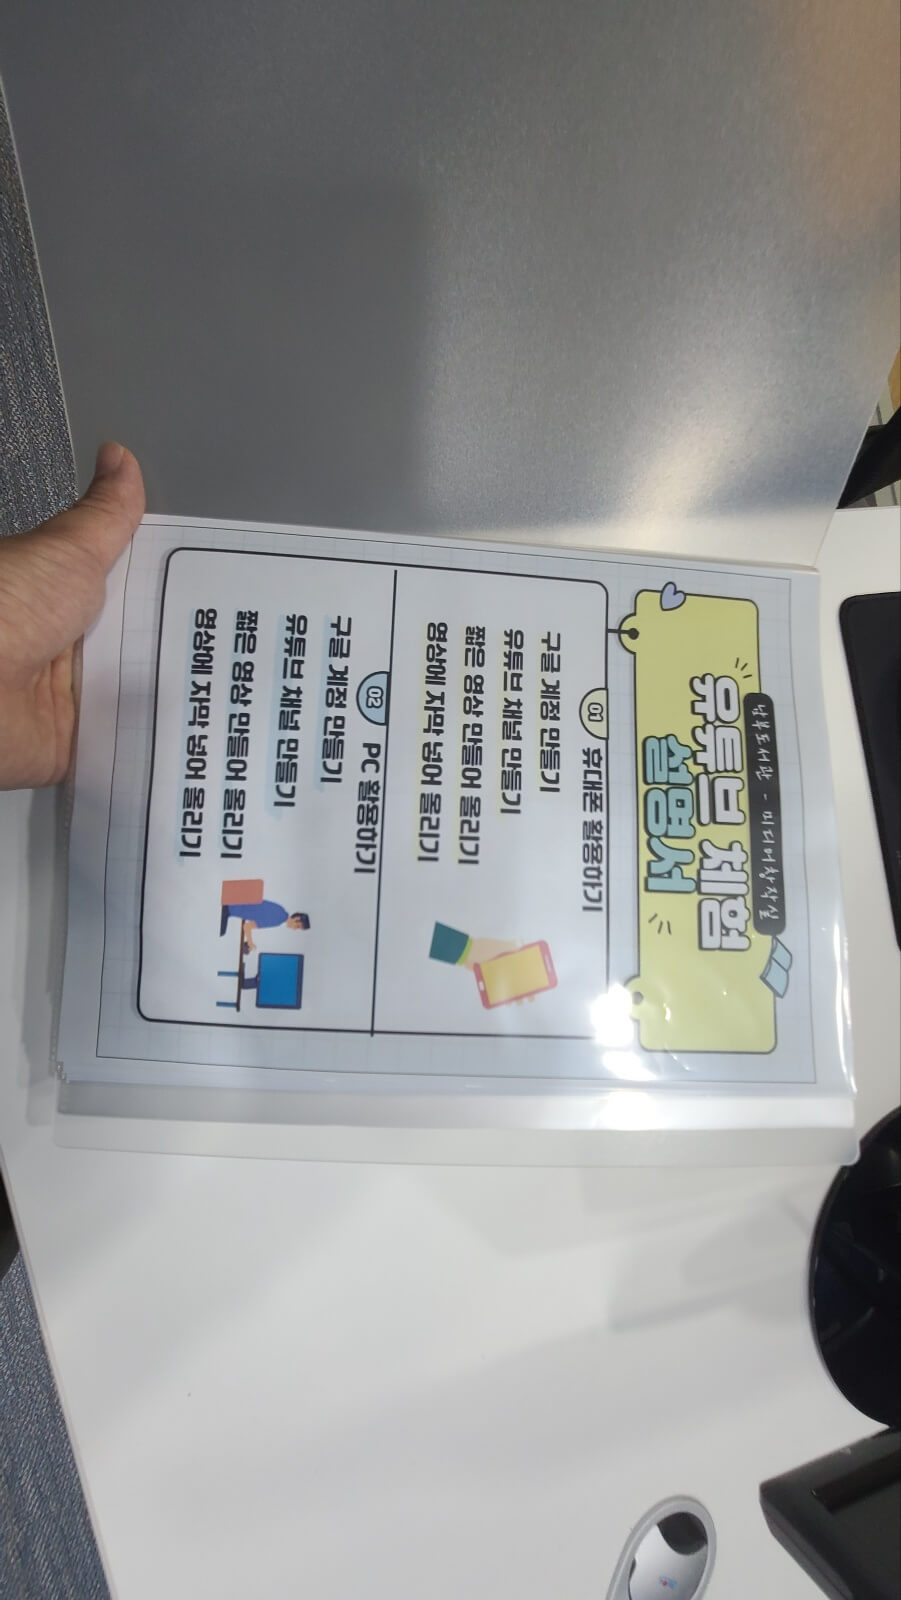 남부도서관 - 미디어창작실
유튜브 체험
설명서
01 휴대폰 활용하기
구글 계정 만들기
유튜브 채널 만들기
짧은 영상 만들어 올리기
영상에 자막 넣어 올리기
02 PC 활용하기
구글 계정 만들기
유튜브 채널 만들기
짧은 영상 만들어 올리기
영상에 자막 넣어 올리기